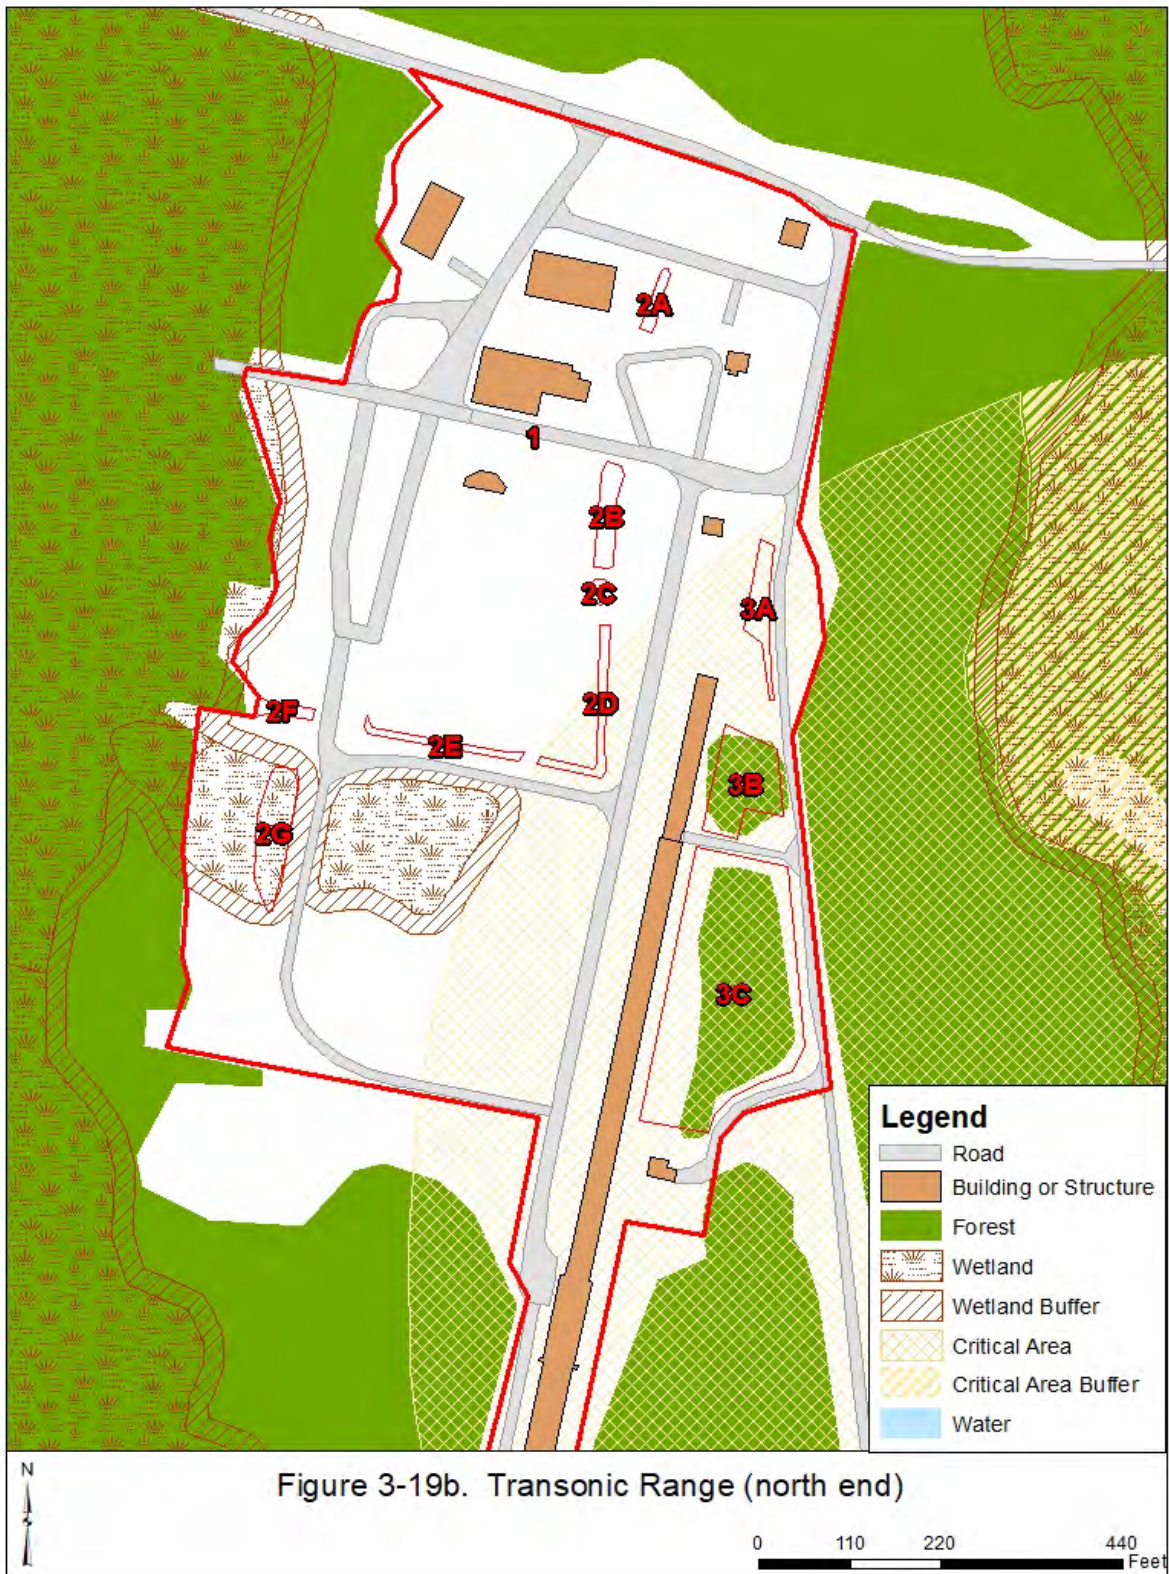 2A
1
2B
2C
3A
2D
2F
2E
3B
2G
3C
Legend
Road
Building or Structure
Forest
Wetland
Wetland Buffer
Critical Area
Critical Area Buffer
Water
N
Figure 3-19b. Transonic Range (north end)
0 110 220 440
Feet